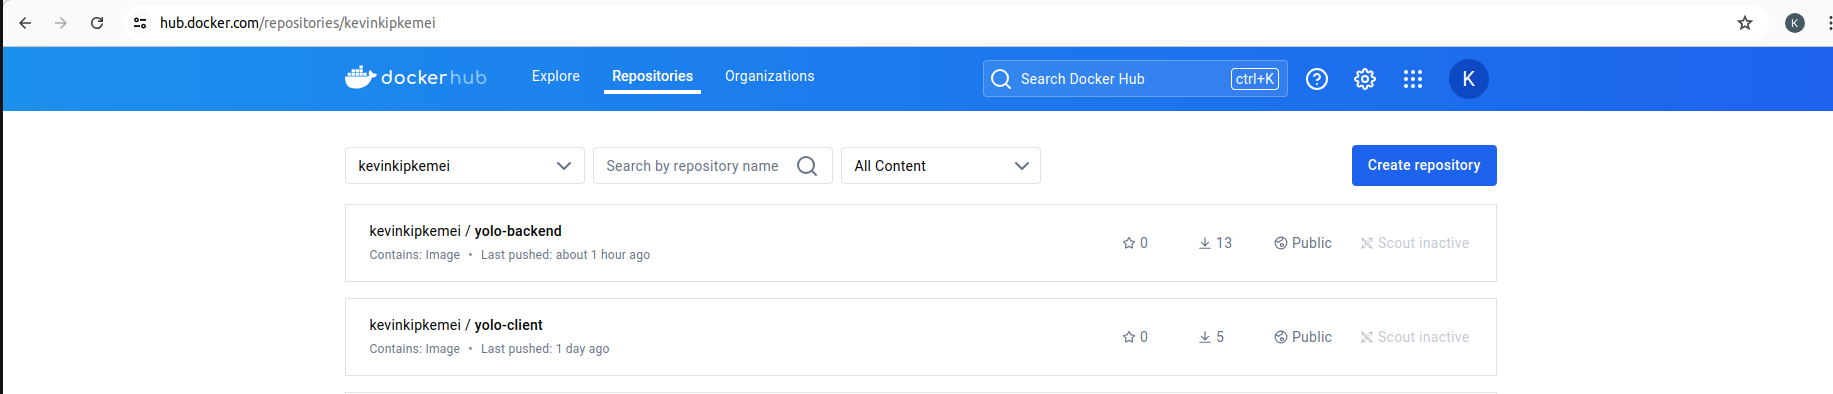 hub.docker.com/repositories/kevinkipkemei
K
dockerhub
Explore
Repositories
Organizations
Search Docker Hub
ctrl+K
K
kevinkipkemei
Search by repository name
All Content
Create repository
kevinkipkemei / yolo-backend
Contains: Image • Last pushed: about 1 hour ago
0
13
Public
Scout inactive
kevinkipkemei / yolo-client
Contains: Image • Last pushed: 1 day ago
0
5
Public
Scout inactive